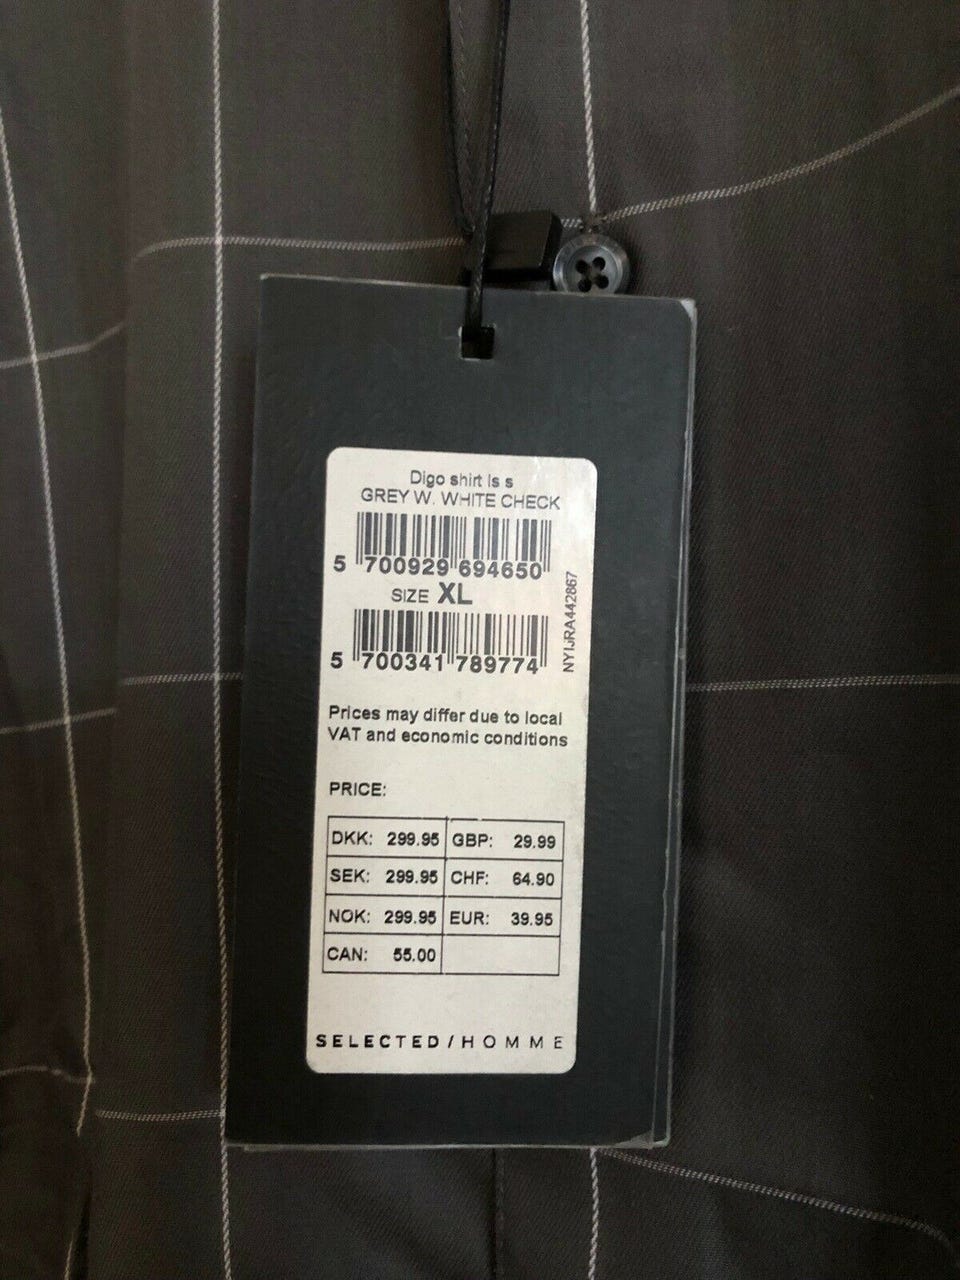 Digo shirt ls s
GREY W. WHITE CHECK
5 700929 694650
SIZE XL
5 700341 789774
Prices may differ due to local
VAT and economic conditions
PRICE:
DKK: 299.95 GBP: 29.99
SEK: 299.95 CHF: 64.90
NOK: 299.95 EUR: 39.95
CAN: 55.00
SELECTED/HOMME